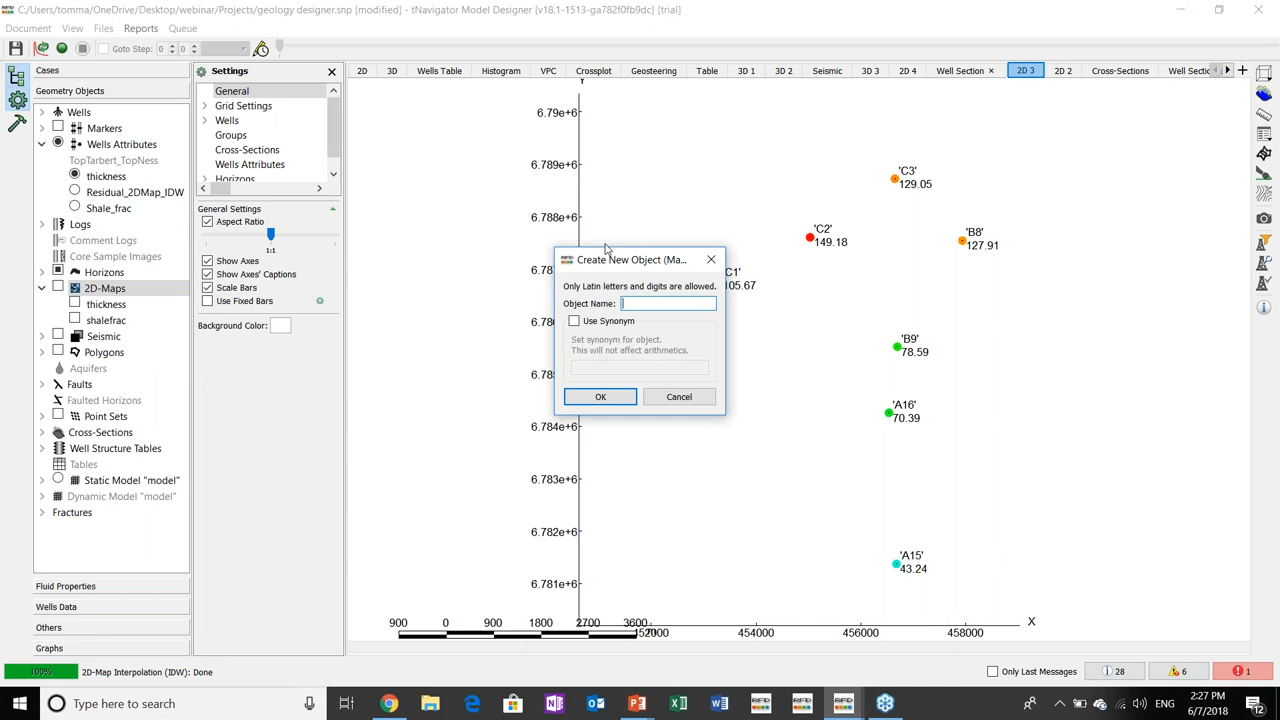 C:/Users/tomma/OneDrive/Desktop/webinar/Projects/geology designer.snp [modified] - tNavigator Model Designer [v18.1-1513-ga782f0fb9dc] [trial]
Document View Files Reports Queue
Goto Step: 0 0
Cases
Geometry Objects
Wells
Markers
Wells Attributes
TopTarbert_TopNess
thickness
Residual_2DMap_IDW
Shale_frac
Logs
Comment Logs
Core Sample Images
Horizons
2D-Maps
thickness
shalefrac
Seismic
Polygons
Aquifers
Faults
Faulted Horizons
Point Sets
Cross-Sections
Well Structure Tables
Tables
Static Model "model"
Dynamic Model "model"
Fractures
Fluid Properties
Wells Data
Others
Graphs
Settings
General
Grid Settings
Wells
Groups
Cross-Sections
Wells Attributes
Horizons
General Settings
Aspect Ratio
1:1
Show Axes
Show Axes' Captions
Scale Bars
Use Fixed Bars
Background Color:
2D 3D Wells Table Histogram VPC Crossplot Geosteering Table 3D 1 3D 2 Seismic 3D 3 2D 4 Well Section × 2D 3 2D 2 Cross-Sections Well Sectio
Y
6.79e+6
6.789e+6
6.788e+6
6.784e+6
6.783e+6
6.782e+6
6.781e+6
'C3'
129.05
'C2'
149.18
'B8'
127.91
'B9'
78.59
'A16'
70.39
'A15'
43.24
Create New Object (Ma...
Only Latin letters and digits are allowed.
Object Name:
Use Synonym
Set synonym for object.
This will not affect arithmetics.
OK Cancel
900 0 900 1800 2700 3600
454000 456000 458000 X
100% 2D-Map Interpolation (IDW): Done
Only Last Messages 28 6 1
Type here to search
ENG
2:27 PM
6/7/2018